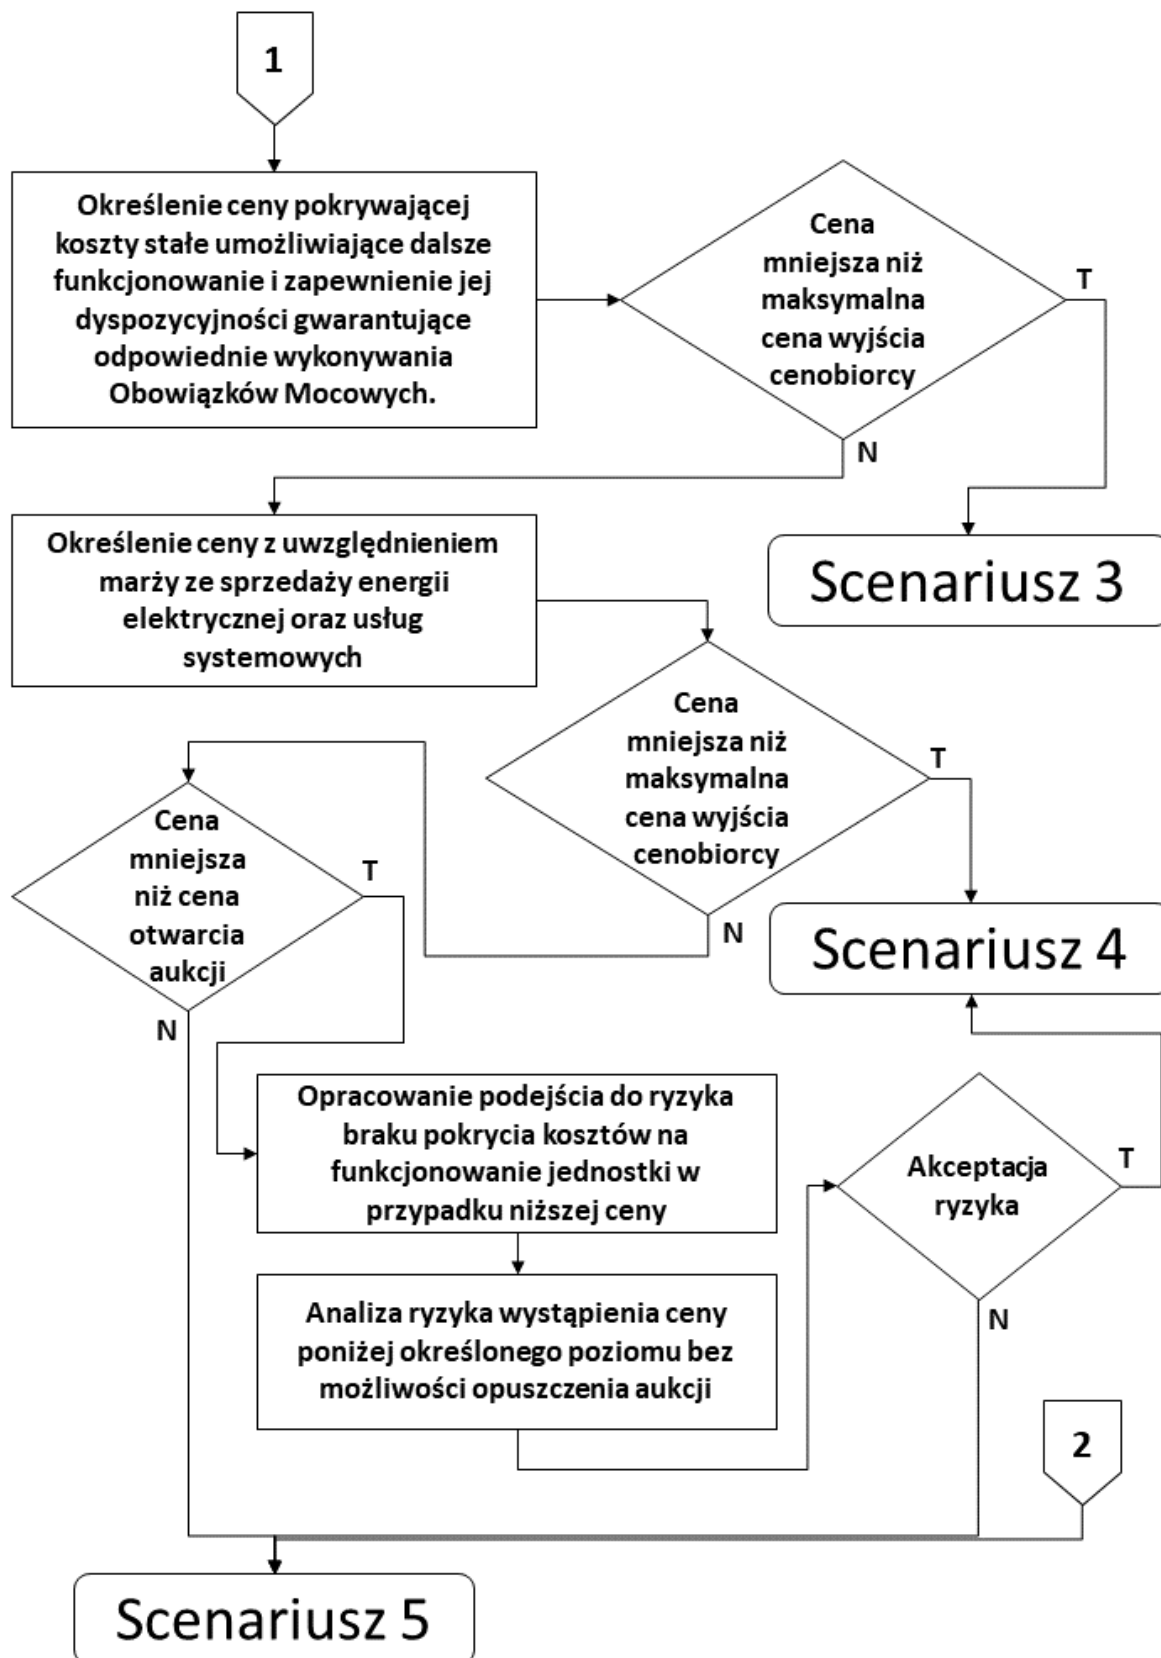 1
Określenie ceny pokrywającej
koszty stałe umożliwiające dalsze
funkcjonowanie i zapewnienie jej
dyspozycyjności gwarantujące
odpowiednie wykonywania
Obowiązków Mocowych.
Cena
mniejsza niż
maksymalna
cena wyjścia
cenobiorcy
T
N
Scenariusz 3
Określenie ceny z uwzględnieniem
marży ze sprzedaży energii
elektrycznej oraz usług
systemowych
Cena
mniejsza niż
maksymalna
cena wyjścia
cenobiorcy
T
N
Scenariusz 4
Cena
mniejsza
niż cena
otwarcia
aukcji
T
N
Opracowanie podejścia do ryzyka
braku pokrycia kosztów na
funkcjonowanie jednostki w
przypadku niższej ceny
Analiza ryzyka wystąpienia ceny
poniżej określonego poziomu bez
możliwości opuszczenia aukcji
Akceptacja
ryzyka
T
N
2
Scenariusz 5